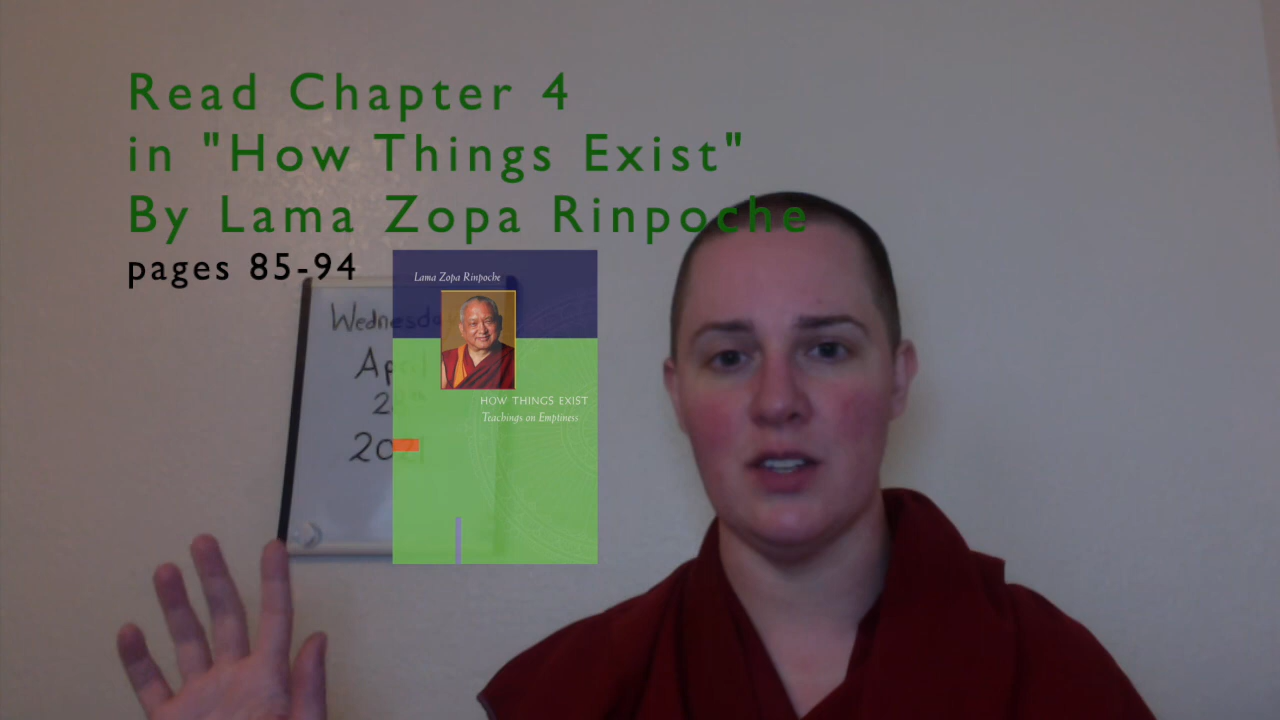 Read Chapter 4
in "How Things Exist"
By Lama Zopa Rinpoche
pages 85-94
Lama Zopa Rinpoche
HOW THINGS EXIST
Teachings on Emptiness
Wednesday
April